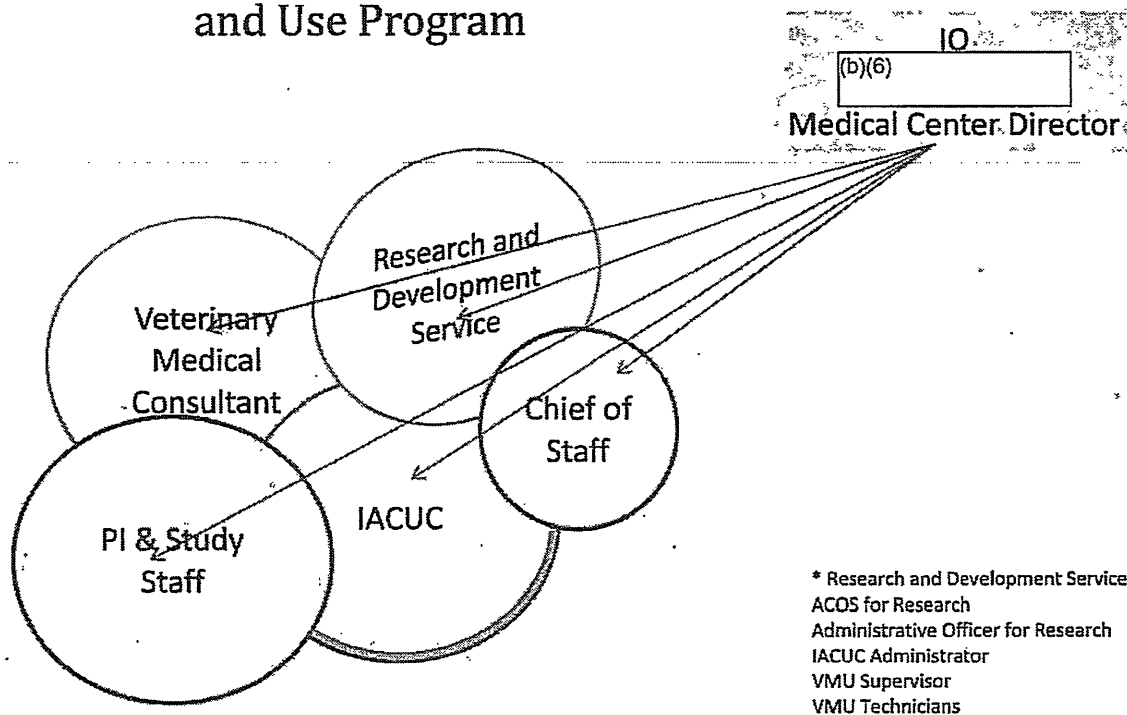 and Use Program
IO
(b)(6)
Medical Center Director
Research and
Development
Service
Veterinary
Medical
Consultant
Chief of
Staff
IACUC
PI & Study
Staff
* Research and Development Service
ACOS for Research
Administrative Officer for Research
IACUC Administrator
VMU Supervisor
VMU Technicians